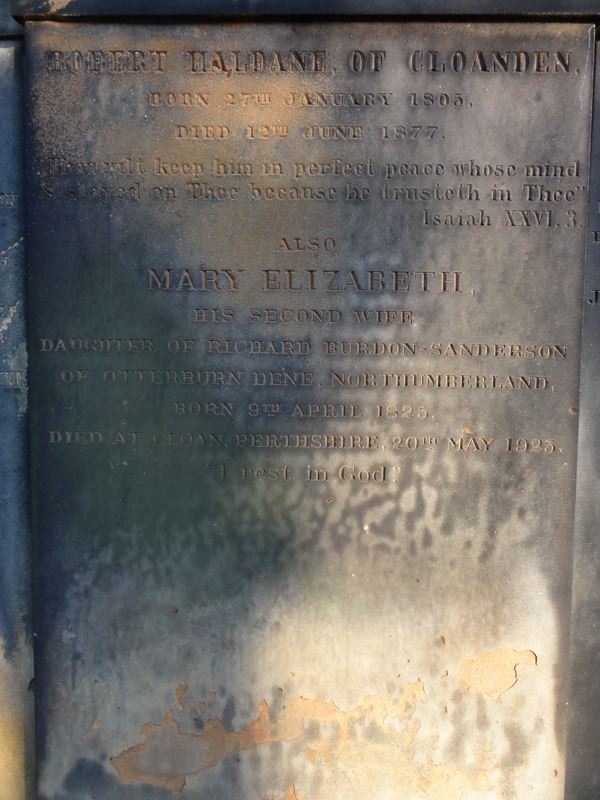 ROBERT HALDANE, OF CLOANDEN,
BORN 27TH JANUARY 1805,
DIED 12TH JUNE 1877.
"Thou wilt keep him in perfect peace whose mind
is stayed on Thee because he trusteth in Thee"
Isaiah XXVI. 3.
ALSO
MARY ELIZABETH,
HIS SECOND WIFE
DAUGHTER OF RICHARD BURDON-SANDERSON
OF OTTERBURN DENE, NORTHUMBERLAND,
BORN 9TH APRIL 1825,
DIED AT CLOAN, PERTHSHIRE, 20TH MAY 1925.
"I rest in God."